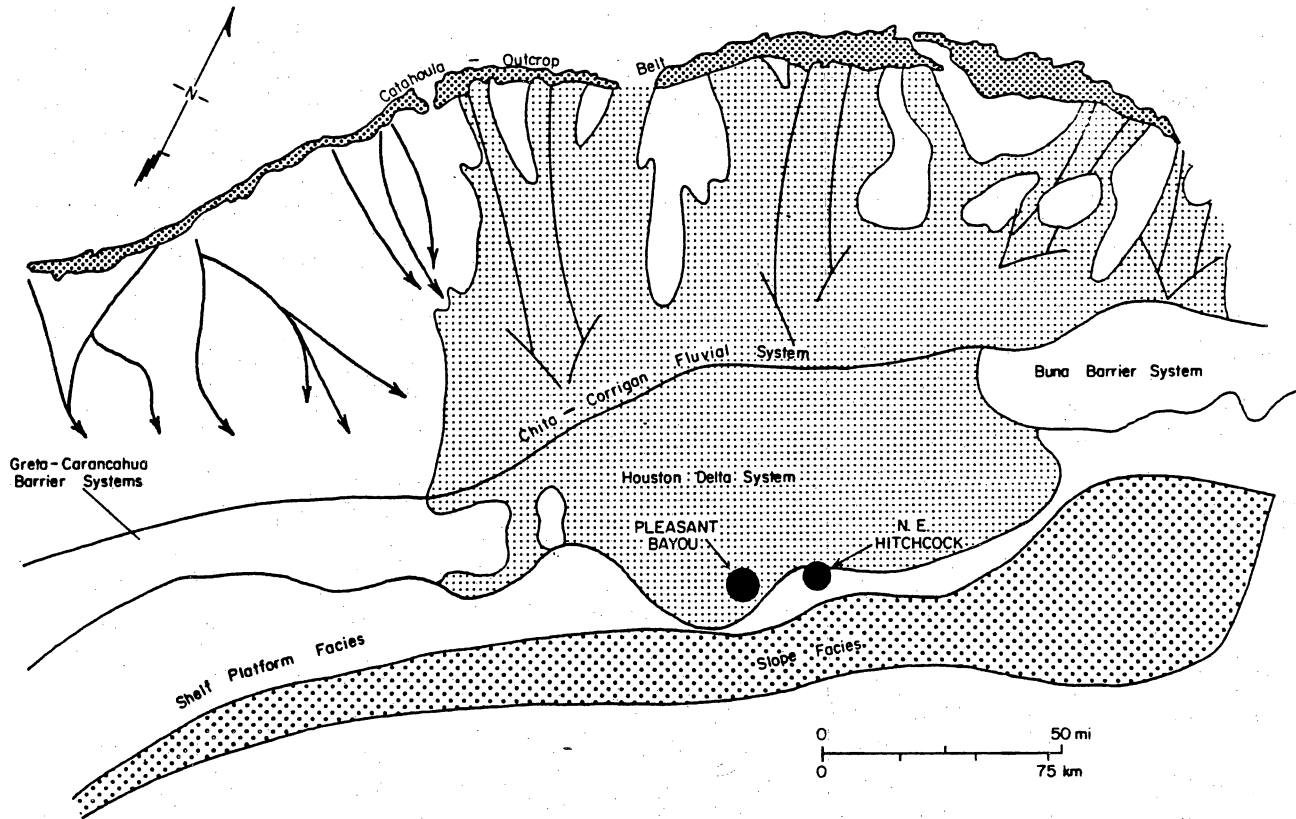 N
Catahoula - Outcrop Belt
Chita - Corrigan Fluvial System
Buna Barrier System
Greta-Carancahua
Barrier Systems
Houston Delta System
PLEASANT
BAYOU
N. E.
HITCHCOCK
Shelf Platform Facies
Slope Facies
0 50 mi
0 75 km